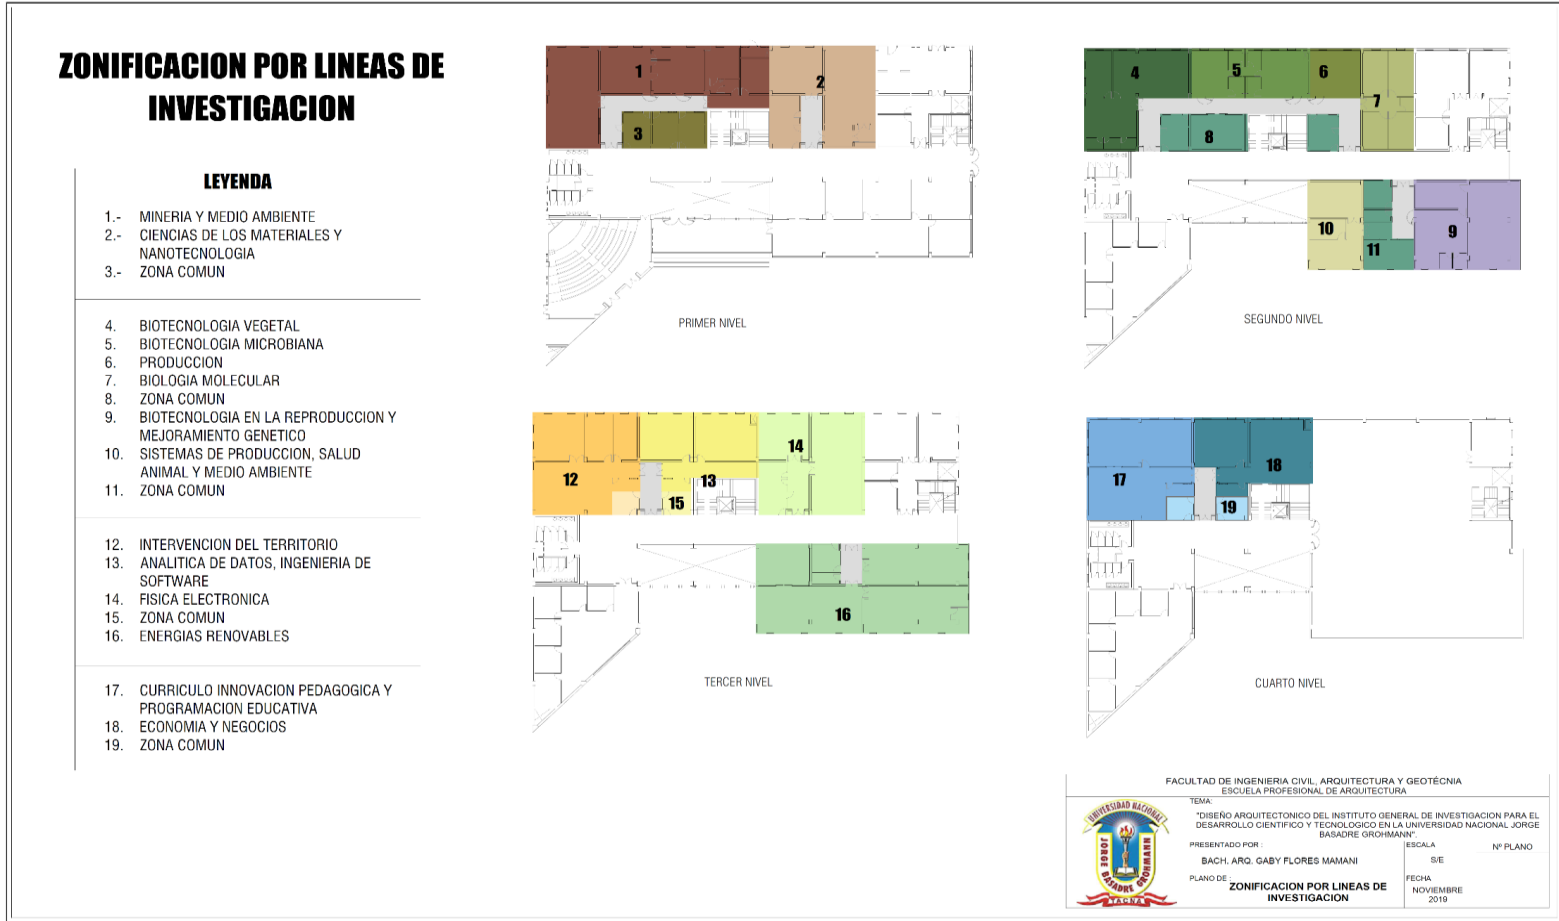 ZONIFICACION POR LINEAS DE
INVESTIGACION
LEYENDA
1.- MINERIA Y MEDIO AMBIENTE
2.- CIENCIAS DE LOS MATERIALES Y
NANOTECNOLOGIA
3.- ZONA COMUN
4. BIOTECNOLOGIA VEGETAL
5. BIOTECNOLOGIA MICROBIANA
6. PRODUCCION
7. BIOLOGIA MOLECULAR
8. ZONA COMUN
9. BIOTECNOLOGIA EN LA REPRODUCCION Y
MEJORAMIENTO GENETICO
10. SISTEMAS DE PRODUCCION, SALUD
ANIMAL Y MEDIO AMBIENTE
11. ZONA COMUN
12. INTERVENCION DEL TERRITORIO
13. ANALITICA DE DATOS, INGENIERIA DE
SOFTWARE
14. FISICA ELECTRONICA
15. ZONA COMUN
16. ENERGIAS RENOVABLES
17. CURRICULO INNOVACION PEDAGOGICA Y
PROGRAMACION EDUCATIVA
18. ECONOMIA Y NEGOCIOS
19. ZONA COMUN
1
2
3
PRIMER NIVEL
4
5
6
7
8
9
10
11
SEGUNDO NIVEL
12
13
14
15
16
TERCER NIVEL
17
18
19
CUARTO NIVEL
FACULTAD DE INGENIERIA CIVIL, ARQUITECTURA Y GEOTÉCNIA
ESCUELA PROFESIONAL DE ARQUITECTURA
UNIVERSIDAD NACIONAL
JORGE BASADRE GROHMANN
TACNA
TEMA:
"DISEÑO ARQUITECTONICO DEL INSTITUTO GENERAL DE INVESTIGACION PARA EL
DESARROLLO CIENTIFICO Y TECNOLOGICO EN LA UNIVERSIDAD NACIONAL JORGE
BASADRE GROHMANN".
PRESENTADO POR :
BACH. ARQ. GABY FLORES MAMANI
ESCALA
S/E
Nº PLANO
PLANO DE :
ZONIFICACION POR LINEAS DE
INVESTIGACION
FECHA
NOVIEMBRE
2019